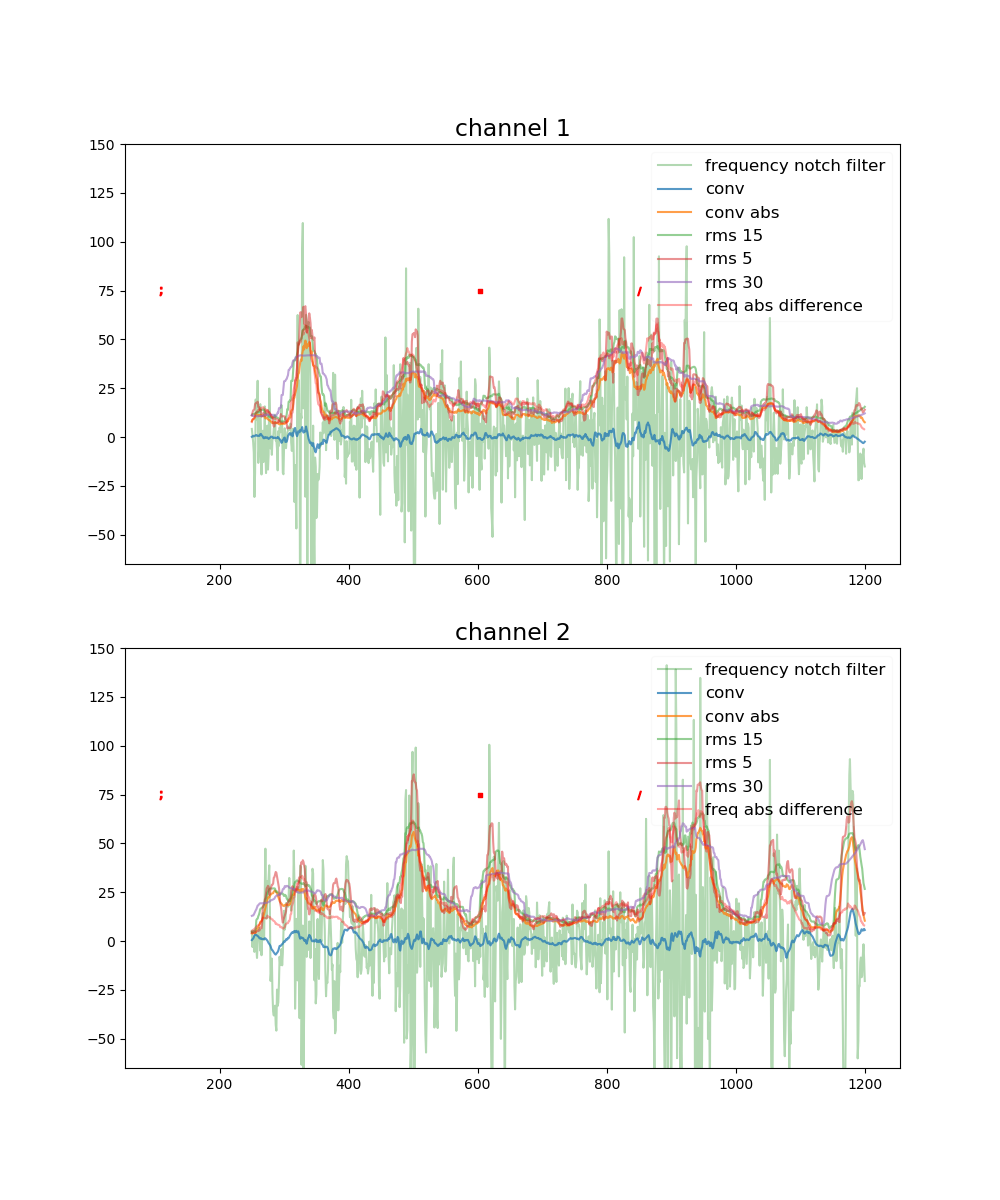 channel 1
150
125
100
75
50
25
0
−25
−50
frequency notch filter
conv
conv abs
rms 15
rms 5
rms 30
freq abs difference
; . /
200 400 600 800 1000 1200
channel 2
150
125
100
75
50
25
0
−25
−50
frequency notch filter
conv
conv abs
rms 15
rms 5
rms 30
freq abs difference
; . /
200 400 600 800 1000 1200